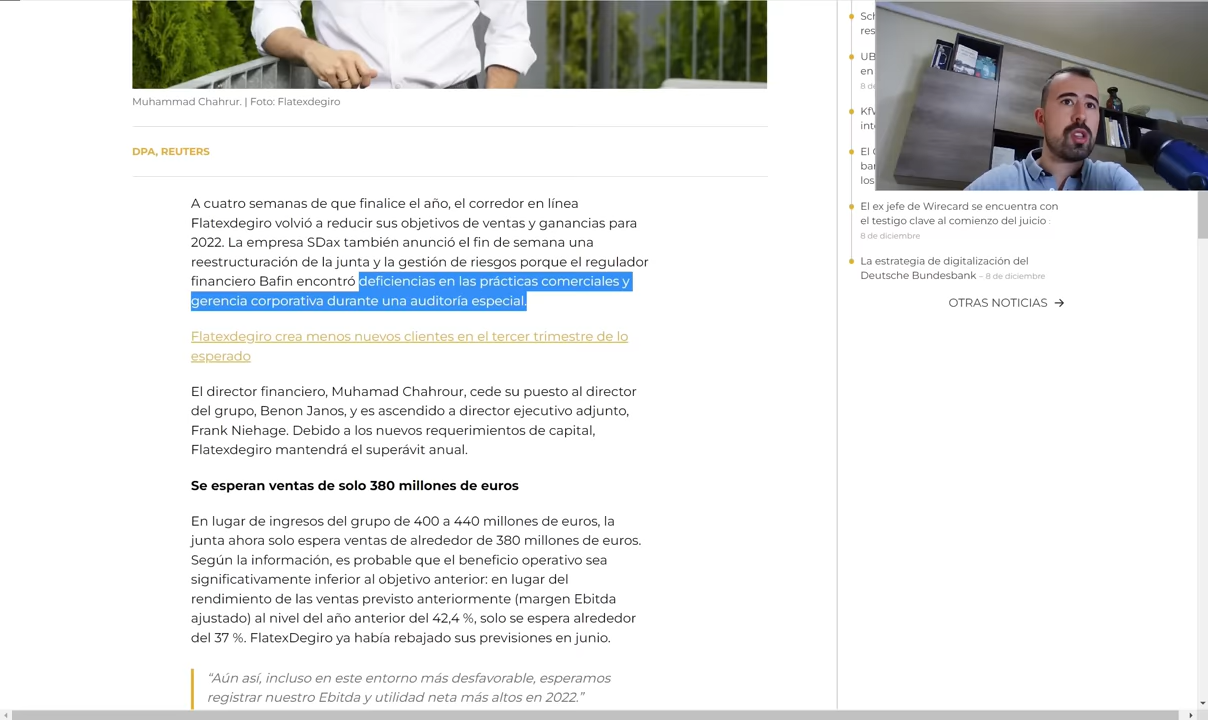 Muhammad Chahrur. | Foto: Flatexdegiro
DPA, REUTERS
A cuatro semanas de que finalice el año, el corredor en línea
Flatexdegiro volvió a reducir sus objetivos de ventas y ganancias para
2022. La empresa SDax también anunció el fin de semana una
reestructuración de la junta y la gestión de riesgos porque el regulador
financiero Bafin encontró deficiencias en las prácticas comerciales y
gerencia corporativa durante una auditoría especial.
Flatexdegiro crea menos nuevos clientes en el tercer trimestre de lo
esperado
El director financiero, Muhamad Chahrour, cede su puesto al director
del grupo, Benon Janos, y es ascendido a director ejecutivo adjunto,
Frank Niehage. Debido a los nuevos requerimientos de capital,
Flatexdegiro mantendrá el superávit anual.
Se esperan ventas de solo 380 millones de euros
En lugar de ingresos del grupo de 400 a 440 millones de euros, la
junta ahora solo espera ventas de alrededor de 380 millones de euros.
Según la información, es probable que el beneficio operativo sea
significativamente inferior al objetivo anterior: en lugar del
rendimiento de las ventas previsto anteriormente (margen Ebitda
ajustado) al nivel del año anterior del 42,4 %, solo se espera alrededor
del 37 %. FlatexDegiro ya había rebajado sus previsiones en junio.
“Aún así, incluso en este entorno más desfavorable, esperamos
registrar nuestro Ebitda y utilidad neta más altos en 2022.”
Sch
res
UB
en
8 de
KfW
inte
El
ban
los
El ex jefe de Wirecard se encuentra con
el testigo clave al comienzo del juicio
8 de diciembre
La estrategia de digitalización del
Deutsche Bundesbank – 8 de diciembre
OTRAS NOTICIAS →